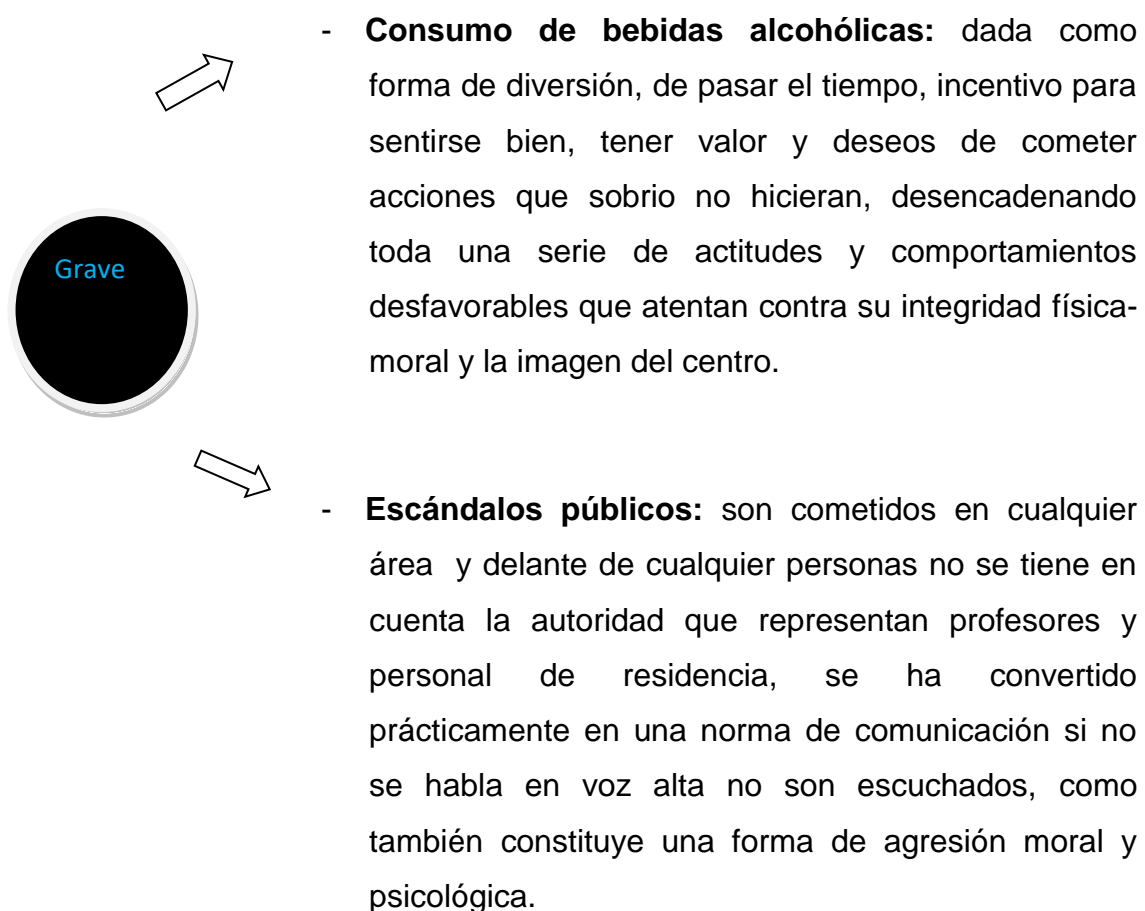 - Consumo de bebidas alcohólicas: dada como
forma de diversión, de pasar el tiempo, incentivo para
sentirse bien, tener valor y deseos de cometer
acciones que sobrio no hicieran, desencadenando
toda una serie de actitudes y comportamientos
desfavorables que atentan contra su integridad física-
moral y la imagen del centro.
Grave
- Escándalos públicos: son cometidos en cualquier
área y delante de cualquier personas no se tiene en
cuenta la autoridad que representan profesores y
personal de residencia, se ha convertido
prácticamente en una norma de comunicación si no
se habla en voz alta no son escuchados, como
también constituye una forma de agresión moral y
psicológica.